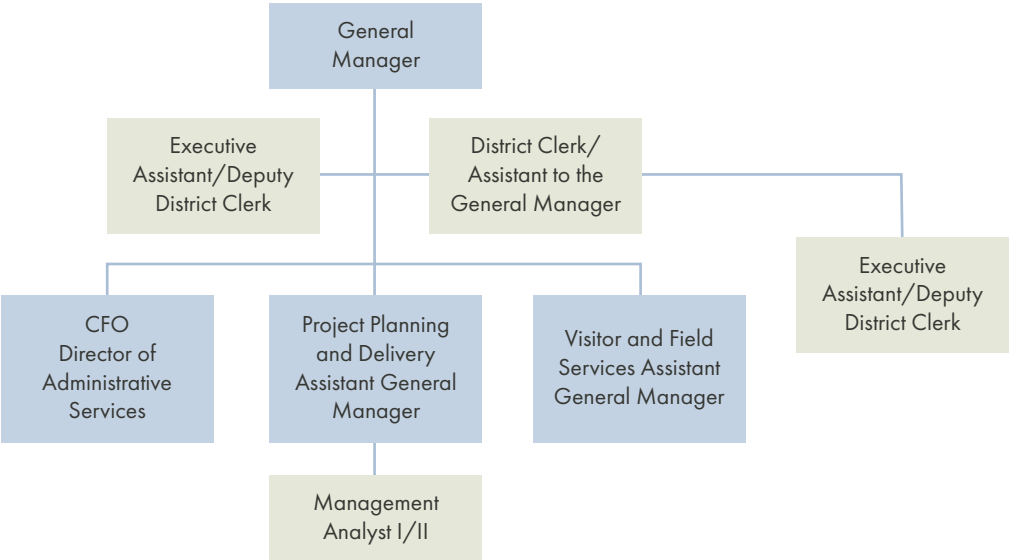 General
Manager
Executive
Assistant/Deputy
District Clerk
District Clerk/
Assistant to the
General Manager
Executive
Assistant/Deputy
District Clerk
CFO
Director of
Administrative
Services
Project Planning
and Delivery
Assistant General
Manager
Visitor and Field
Services Assistant
General Manager
Management
Analyst I/II